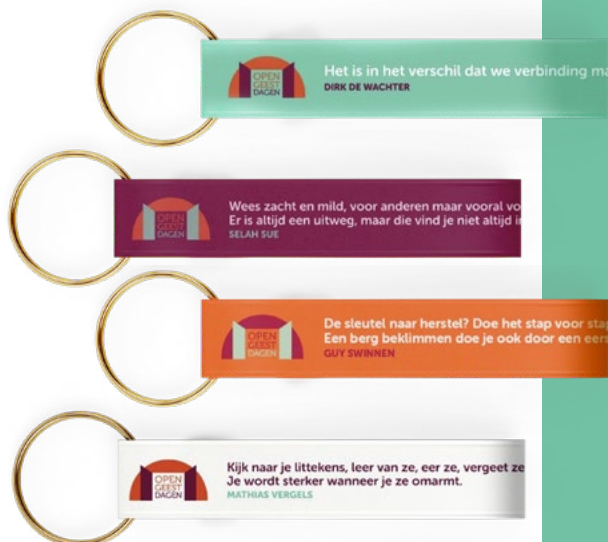 OPEN
GEEST
DAGEN
Het is in het verschil dat we verbinding
DIRK DE WACHTER
OPEN
GEEST
DAGEN
Wees zacht en mild, voor anderen maar vooral
Er is altijd een uitweg, maar die vind je niet altijd
SELAH SUE
OPEN
GEEST
DAGEN
De sleutel naar herstel? Doe het stap voor
Een berg beklimmen doe je ook door een
GUY SWINNEN
OPEN
GEEST
DAGEN
Kijk naar je littekens, leer van ze, eer ze, vergeet ze
Je wordt sterker wanneer je ze omarmt.
MATHIAS VERGELS